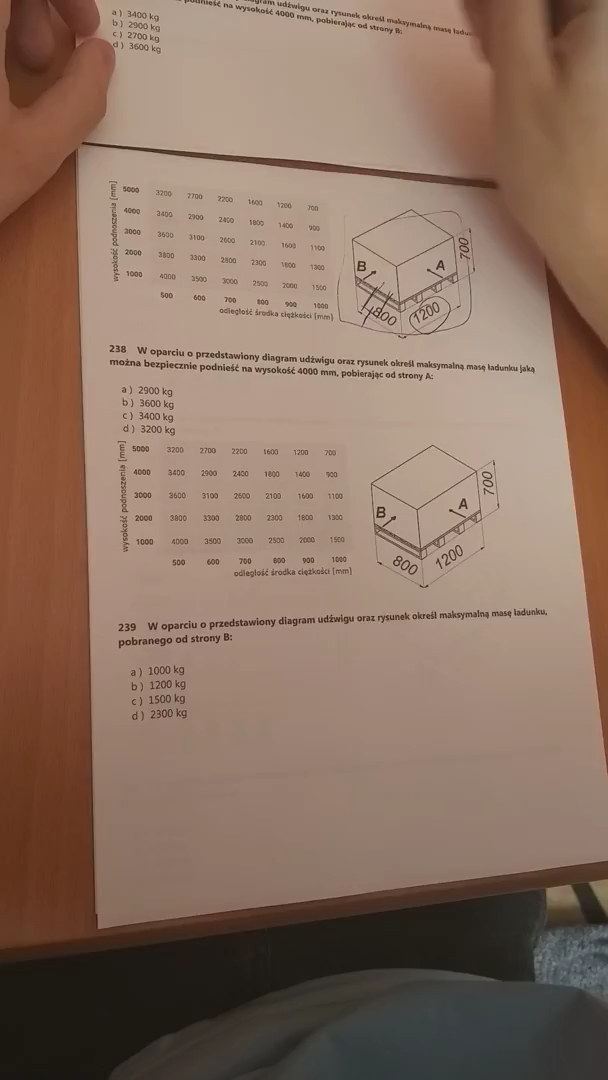 udźwigu oraz rysunek określ maksymalną masę
na wysokość 4000 mm, pobierając od strony B:
a ) 3400 kg
b ) 2900 kg
c ) 2700 kg
d ) 3600 kg
wysokość podnoszenia [mm]
5000 3200 2700 2200 1600 1200 700
4000 3400 2900 2400 1800 1400 900
3000 3600 3100 2600 2100 1600 1100
2000 3800 3300 2800 2300 1800 1300
1000 4000 3500 3000 2500 2000 1500
500 600 700 800 900 1000
odległość środka ciężkości [mm]
B A 700
800 1200
238 W oparciu o przedstawiony diagram udźwigu oraz rysunek określ maksymalną masę ładunku jaką
można bezpiecznie podnieść na wysokość 4000 mm, pobierając od strony A:
a ) 2900 kg
b ) 3600 kg
c ) 3400 kg
d ) 3200 kg
wysokość podnoszenia [mm]
5000 3200 2700 2200 1600 1200 700
4000 3400 2900 2400 1800 1400 900
3000 3600 3100 2600 2100 1600 1100
2000 3800 3300 2800 2300 1800 1300
1000 4000 3500 3000 2500 2000 1500
500 600 700 800 900 1000
odległość środka ciężkości [mm]
B A 700
800 1200
239 W oparciu o przedstawiony diagram udźwigu oraz rysunek określ maksymalną masę ładunku,
pobranego od strony B:
a ) 1000 kg
b ) 1200 kg
c ) 1500 kg
d ) 2300 kg